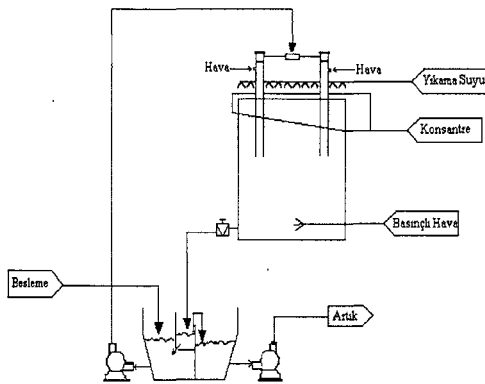 Hava
Hava
Yıkama Suyu
Konsantre
Basınçlı Hava
Besleme
Artık